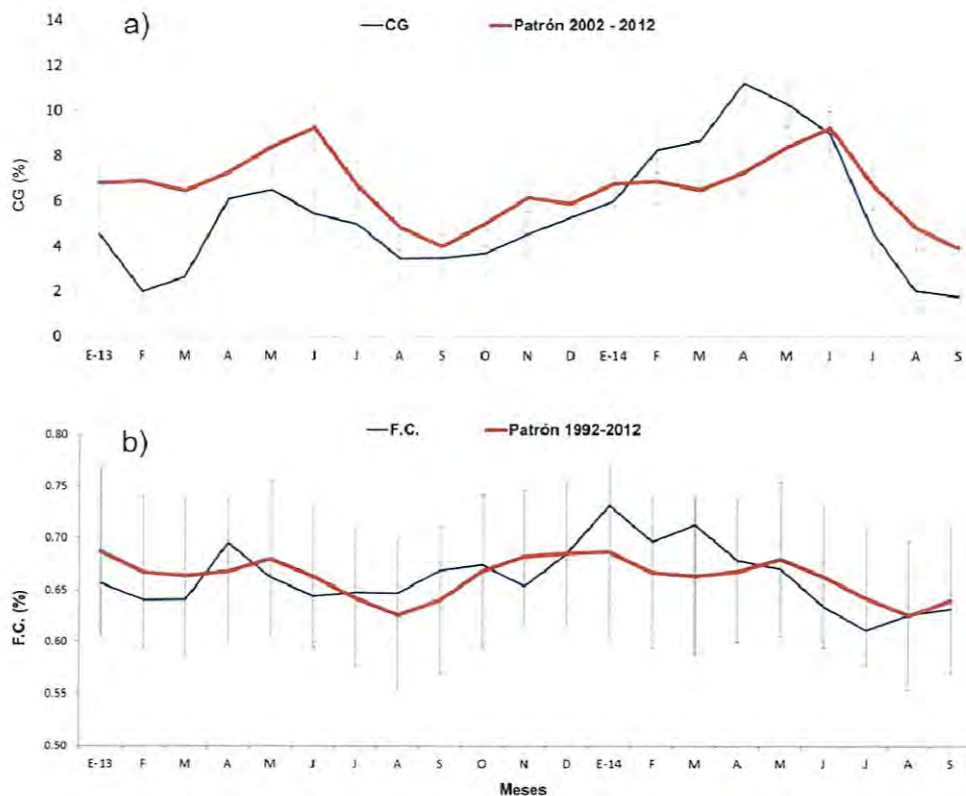 a)
CG Patrón 2002 - 2012
14
12
10
8
6
4
2
0
CG (%)
E-13 F M A M J J A S O N D E-14 F M A M J J A S
b)
F.C. Patrón 1992-2012
0.80
0.75
0.70
0.65
0.60
0.55
0.50
F.C. (%)
E-13 F M A M J J A S O N D E-14 F M A M J J A S
Meses